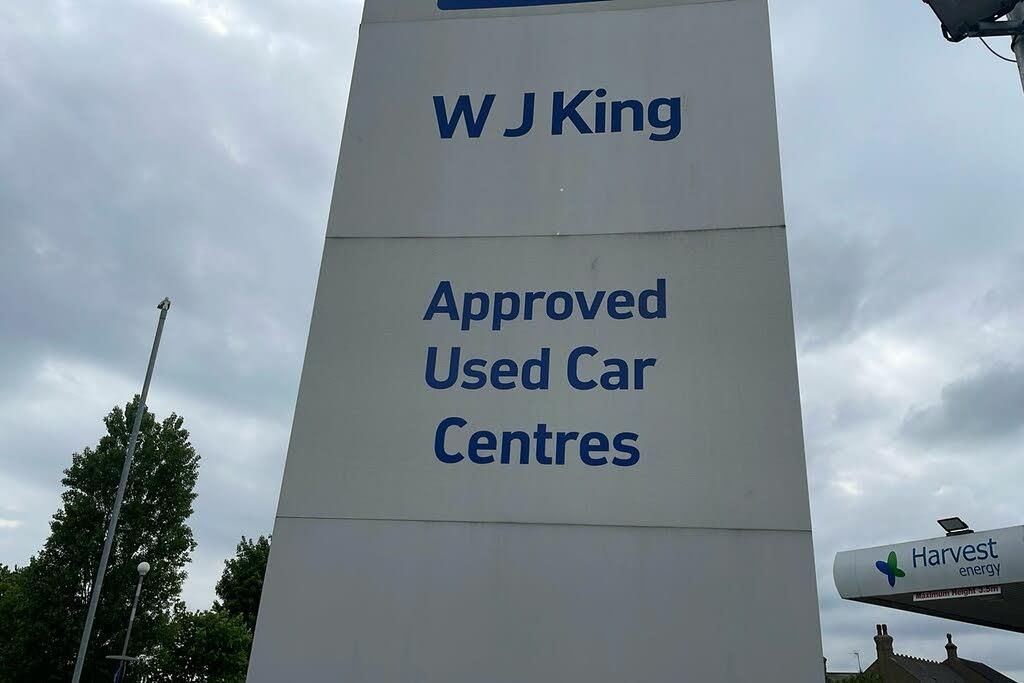 W J King
Approved
Used Car
Centres
Harvest
energy
Maximum Height 3.5m